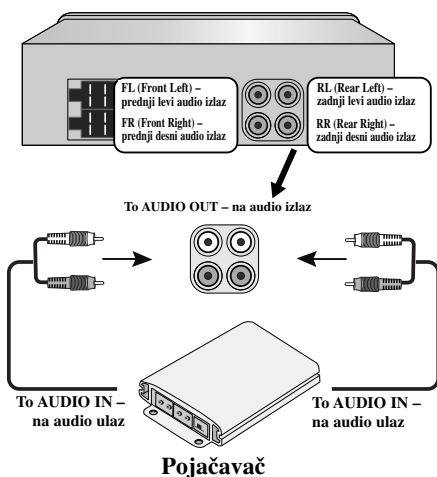 FL (Front Left) –
prednji levi audio izlaz
FR (Front Right) –
prednji desni audio izlaz
RL (Rear Left) –
zadnji levi audio izlaz
RR (Rear Right) –
zadnji desni audio izlaz
To AUDIO OUT – na audio izlaz
To AUDIO IN –
na audio ulaz
To AUDIO IN –
na audio ulaz
Pojačavač